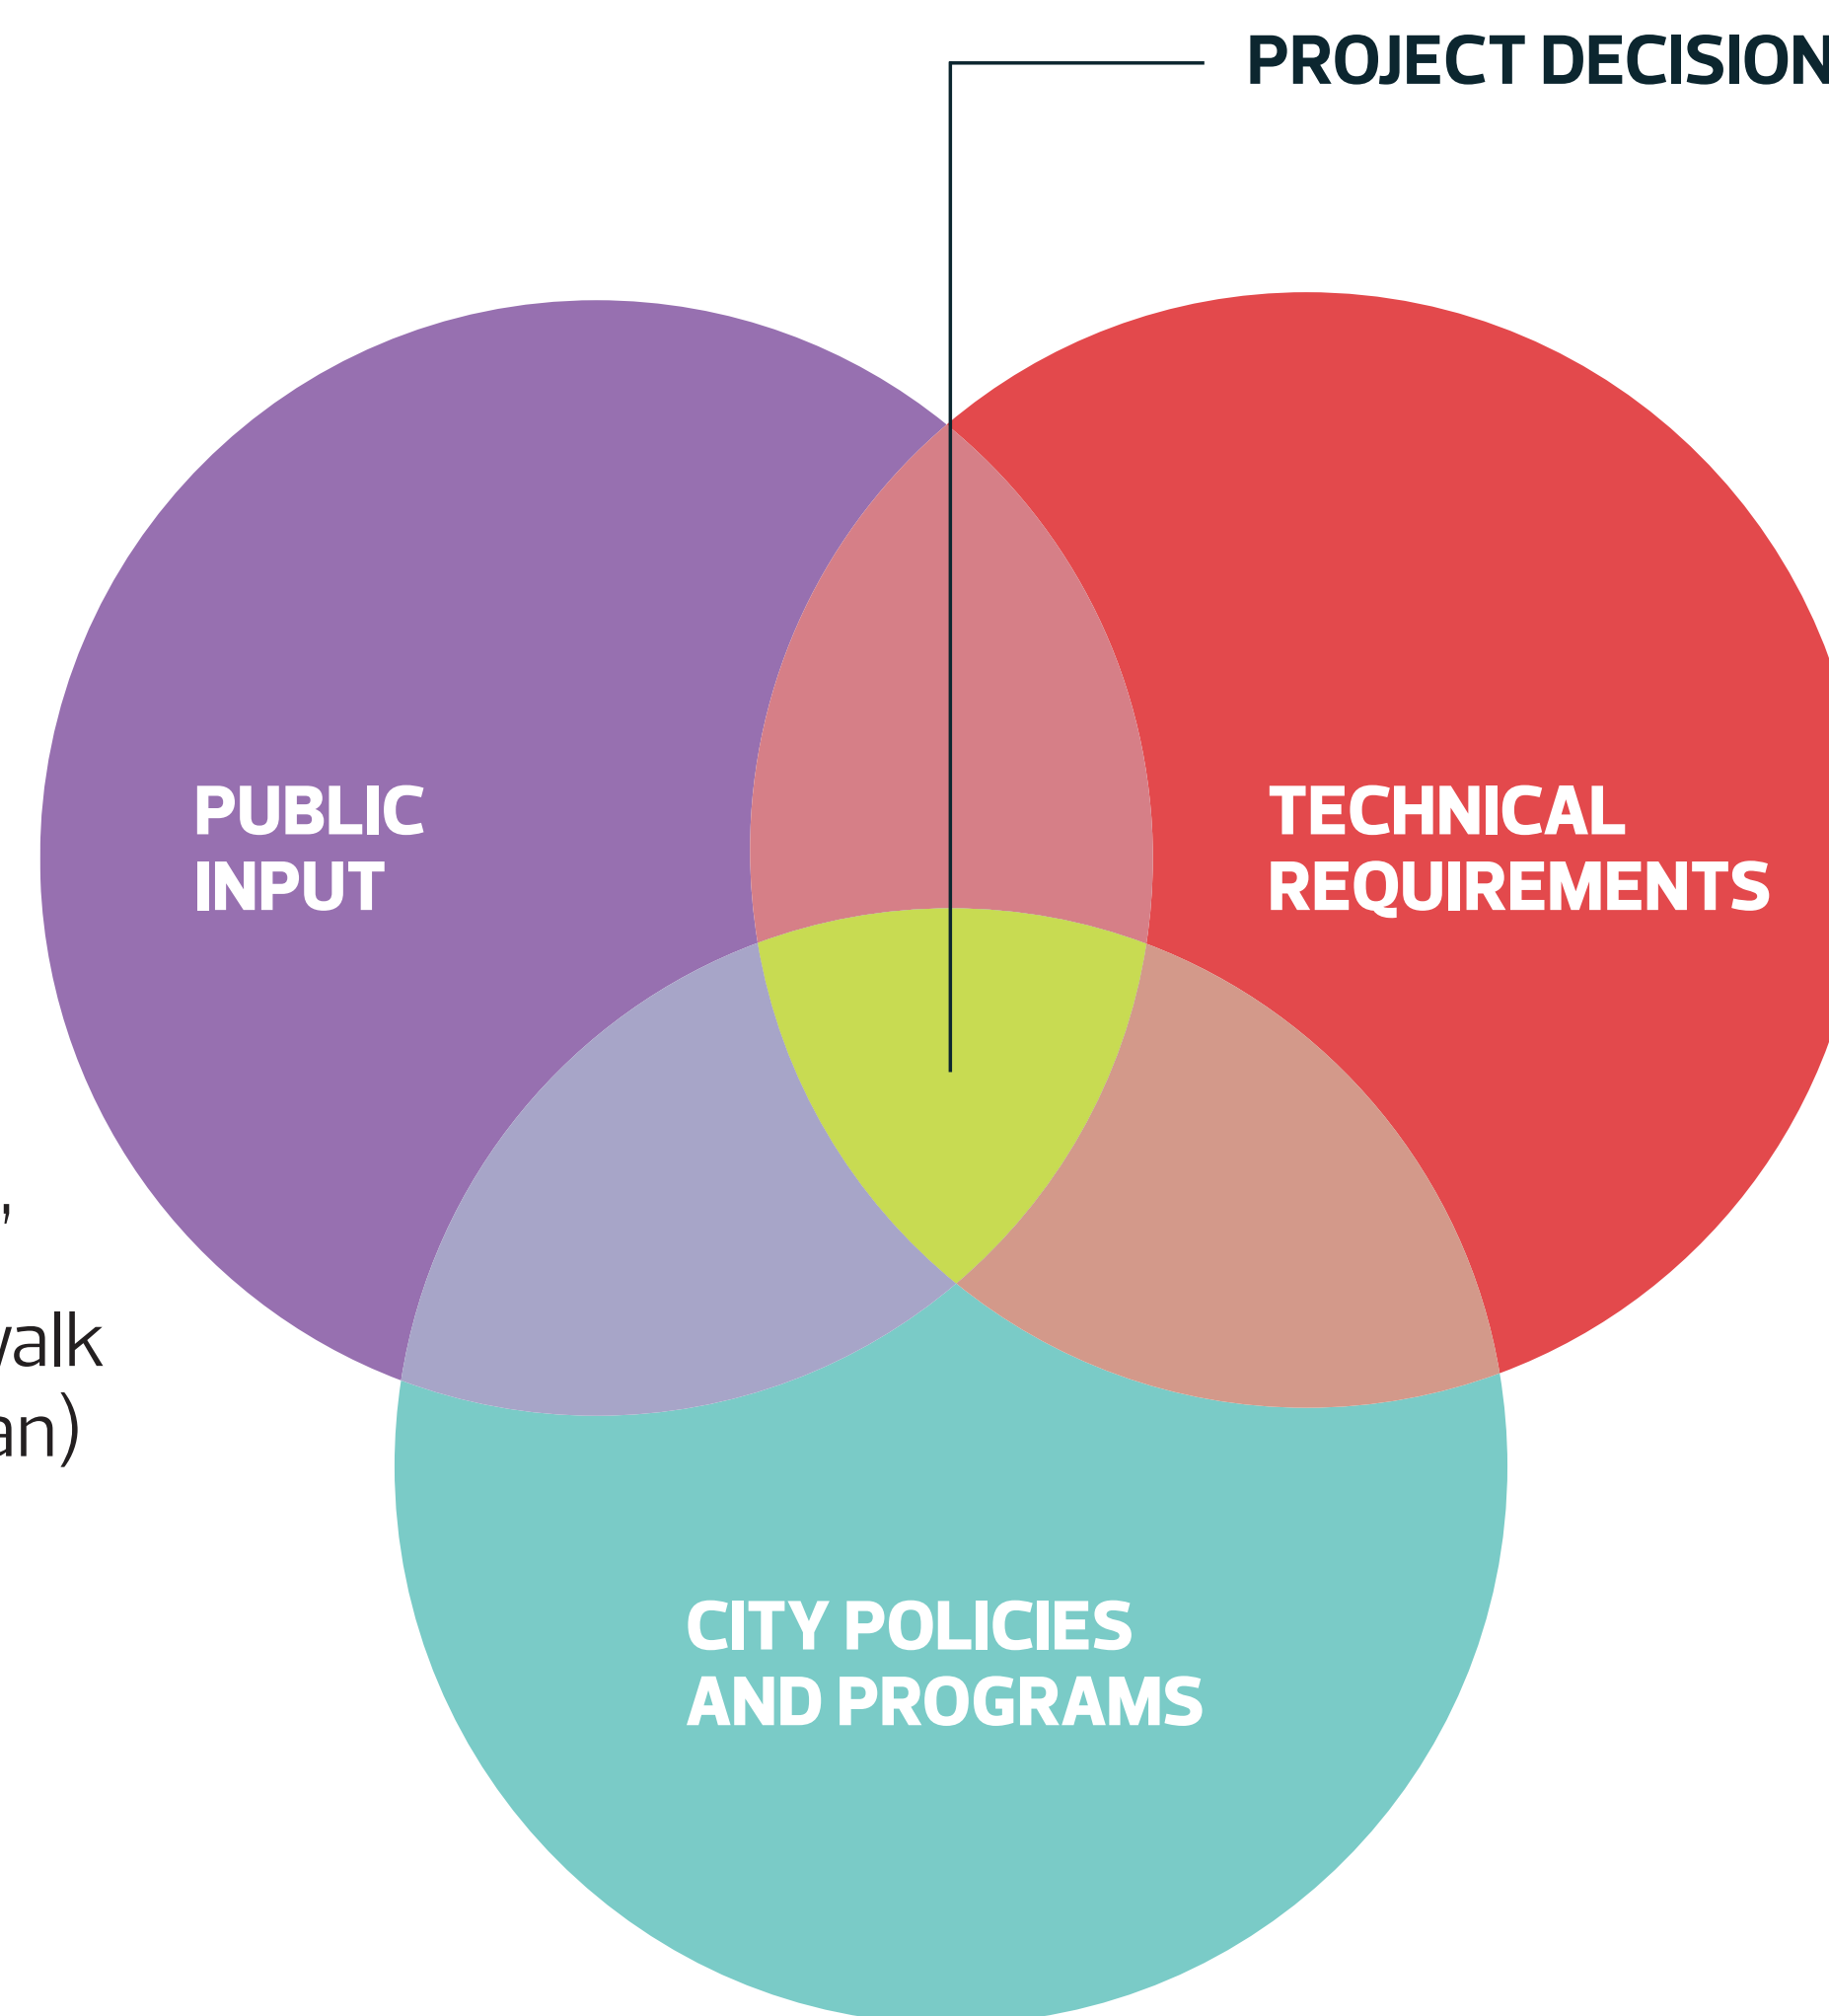 PROJECT DECISION
PUBLIC
INPUT
TECHNICAL
REQUIREMENTS
,
CITY POLICIES
AND PROGRAMS